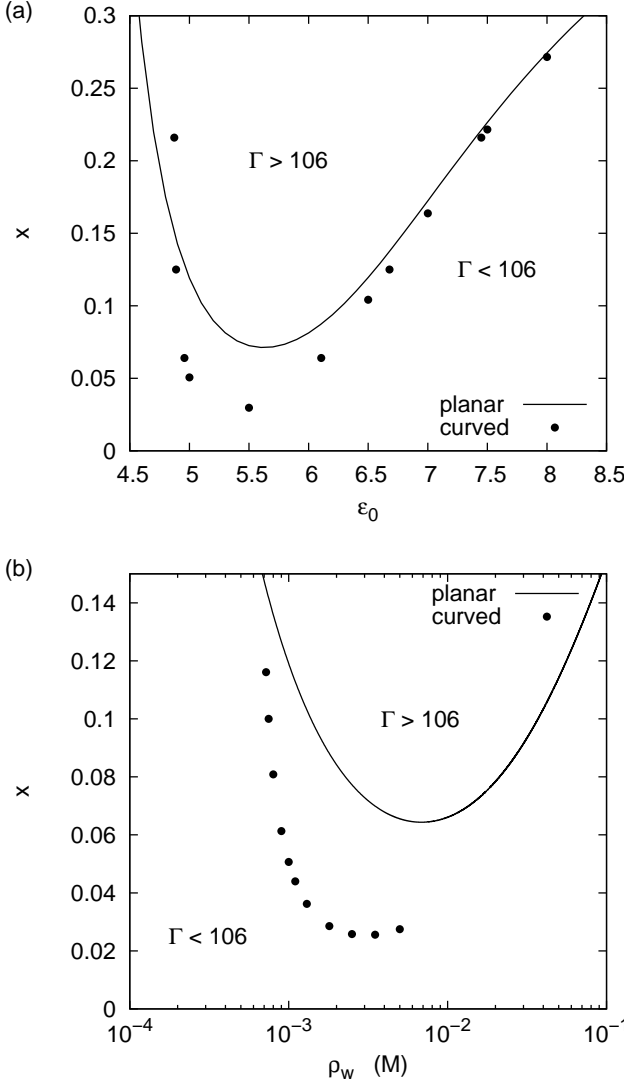 (a)
0.3
0.25
0.2
0.15
0.1
0.05
0
x
Γ > 106
Γ < 106
planar
curved
4.5 5 5.5 6 6.5 7 7.5 8 8.5
ε0
(b)
0.14
0.12
0.1
0.08
0.06
0.04
0.02
0
x
planar
curved
Γ > 106
Γ < 106
10−4 10−3 10−2 10−1
ρw (M)